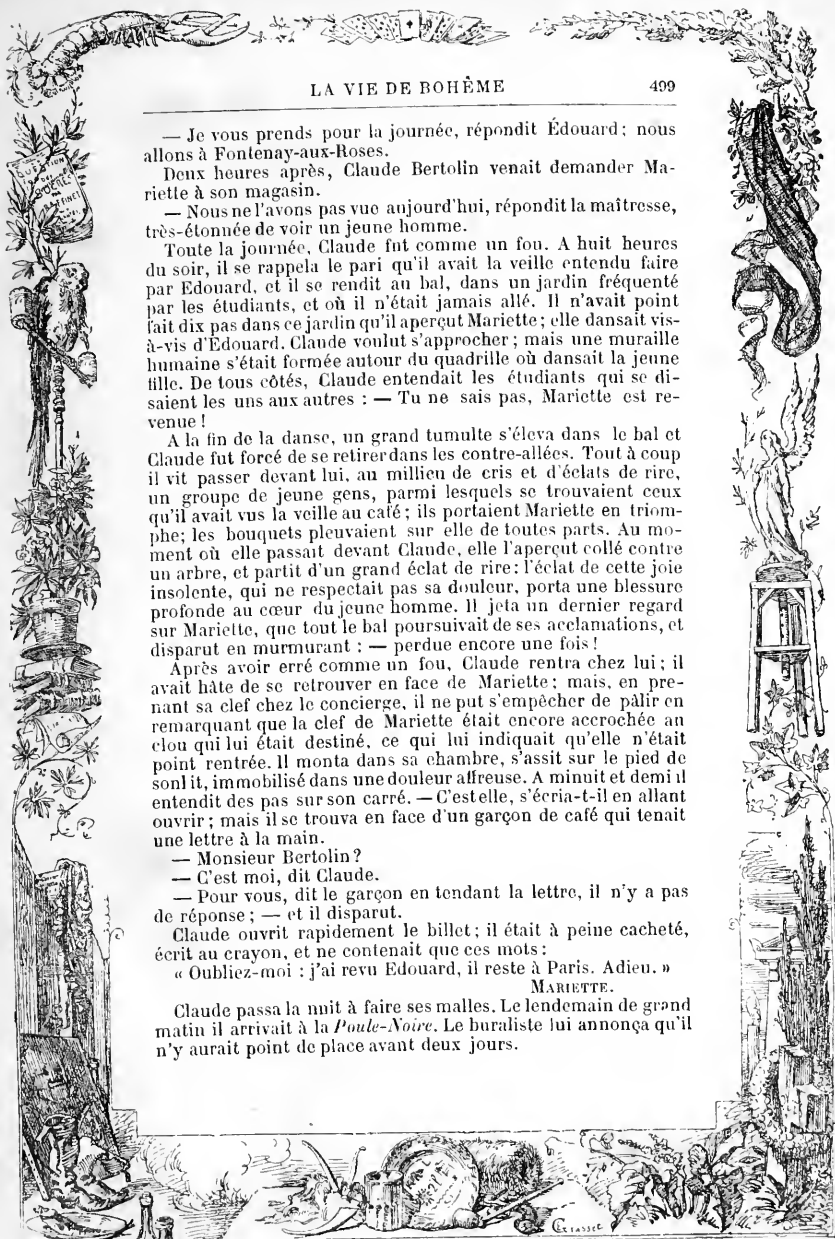 LA VIE DE BOHÊME 499
— Je vous prends pour la journée, répondit Édouard; nous
allons à Fontenay-aux-Roses.
Deux heures après, Claude Bertolin venait demander Ma-
riette à son magasin.
— Nous ne l'avons pas vue aujourd'hui, répondit la maîtresse,
très-étonnée de voir un jeune homme.
Toute la journée, Claude fut comme un fou. A huit heures
du soir, il se rappela le pari qu'il avait la veille entendu faire
par Edouard, et il se rendit au bal, dans un jardin fréquenté
par les étudiants, et où il n'était jamais allé. Il n'avait point
fait dix pas dans ce jardin qu'il aperçut Mariette; elle dansait vis-
à-vis d'Edouard. Claude voulut s'approcher; mais une muraille
humaine s'était formée autour du quadrille où dansait la jeune
fille. De tous côtés, Claude entendait les étudiants qui se di-
saient les uns aux autres : — Tu ne sais pas, Mariette est re-
venue !
A la fin de la danse, un grand tumulte s'éleva dans le bal et
Claude fut forcé de se retirer dans les contre-allées. Tout à coup
il vit passer devant lui, au milieu de cris et d'éclats de rire,
un groupe de jeune gens, parmi lesquels se trouvaient ceux
qu'il avait vus la veille au café; ils portaient Mariette en triom-
phe; les bouquets pleuvaient sur elle de toutes parts. Au mo-
ment où elle passait devant Claude, elle l'aperçut collé contre
un arbre, et partit d'un grand éclat de rire: l'éclat de cette joie
insolente, qui ne respectait pas sa douleur, porta une blessure
profonde au cœur du jeune homme. Il jeta un dernier regard
sur Mariette, que tout le bal poursuivait de ses acclamations, et
disparut en murmurant : — perdue encore une fois !
Après avoir erré comme un fou, Claude rentra chez lui; il
avait hâte de se retrouver en face de Mariette; mais, en pre-
nant sa clef chez le concierge, il ne put s'empêcher de pâlir en
remarquant que la clef de Mariette était encore accrochée au
clou qui lui était destiné, ce qui lui indiquait qu'elle n'était
point rentrée. Il monta dans sa chambre, s'assit sur le pied de
sonl it, immobilisé dans une douleur affreuse. A minuit et demi il
entendit des pas sur son carré. — C'est elle, s'écria-t-il en allant
ouvrir; mais il se trouva en face d'un garçon de café qui tenait
une lettre à la main.
— Monsieur Bertolin?
— C'est moi, dit Claude.
— Pour vous, dit le garçon en tendant la lettre, il n'y a pas
de réponse; — et il disparut.
Claude ouvrit rapidement le billet; il était à peine cacheté,
écrit au crayon, et ne contenait que ces mots :
« Oubliez-moi : j'ai revu Edouard, il reste à Paris. Adieu. »
MARIETTE.
Claude passa la nuit à faire ses malles. Le lendemain de grand
matin il arrivait à la Poule-Noire. Le buraliste lui annonça qu'il
n'y aurait point de place avant deux jours.